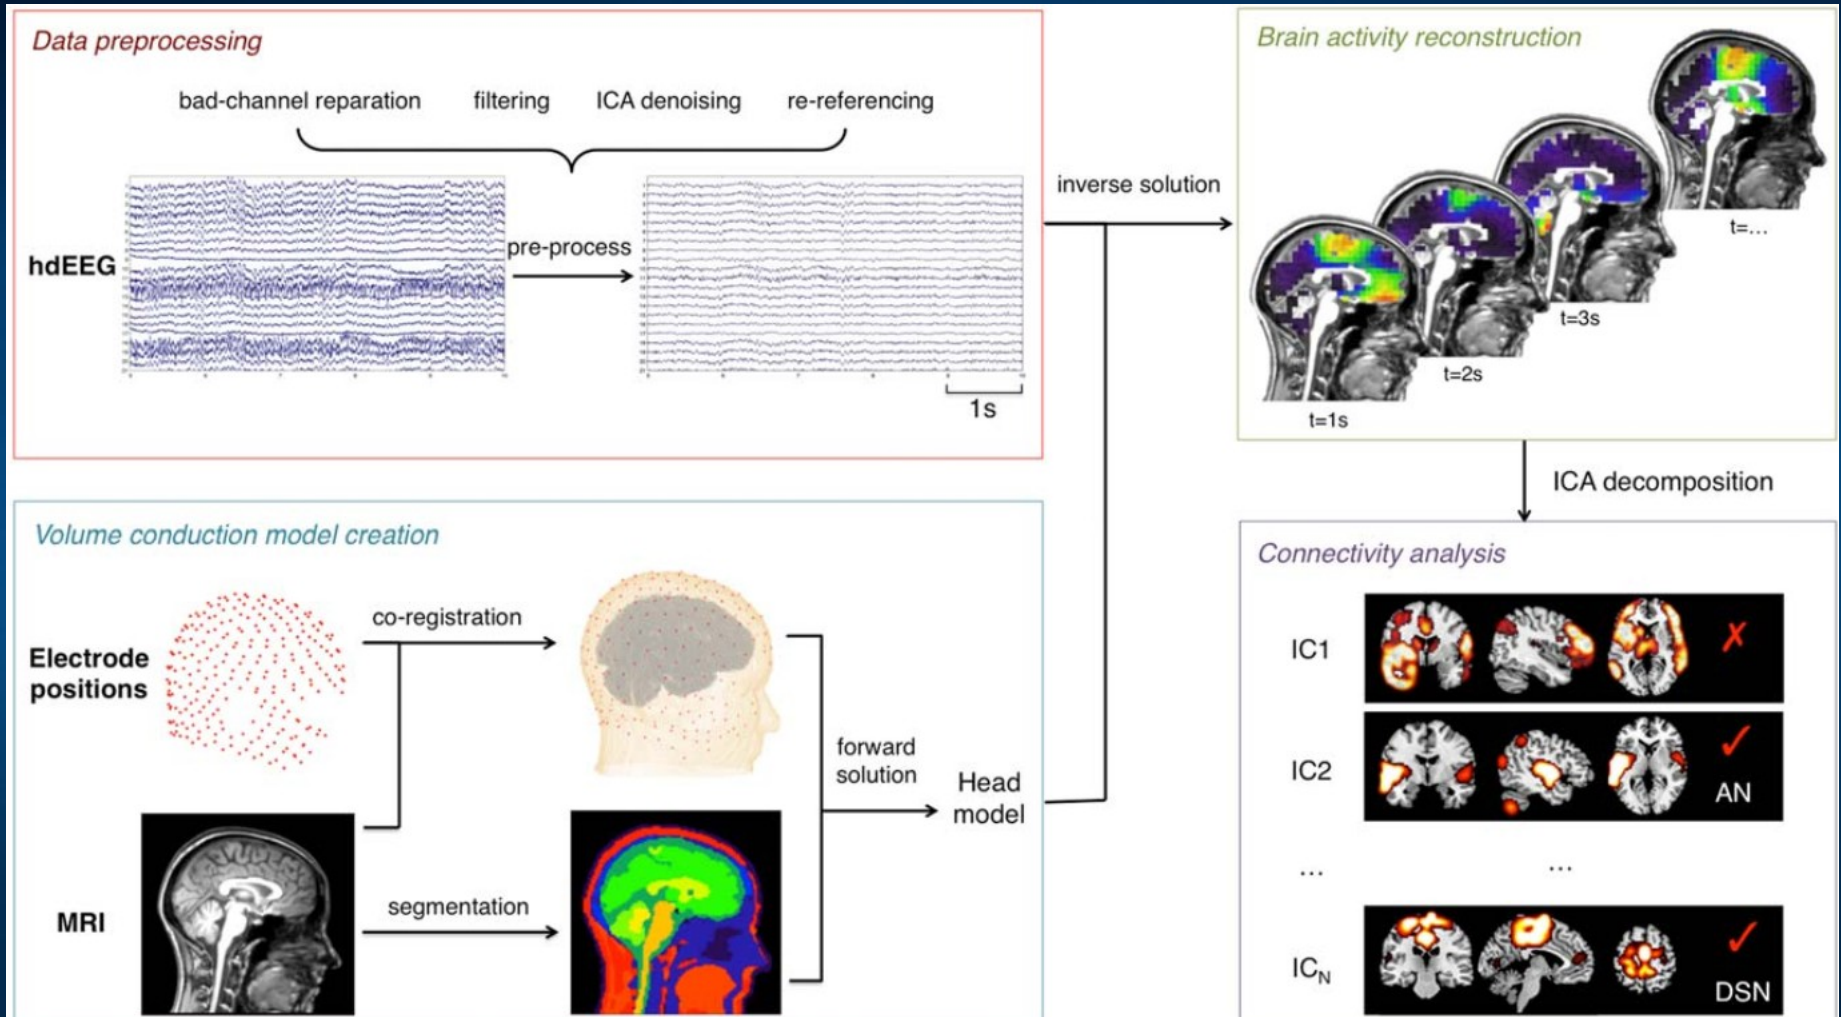 Data preprocessing
bad-channel reparation filtering ICA denoising re-referencing
hdEEG
pre-process
1s
inverse solution
Brain activity reconstruction
t=1s
t=2s
t=3s
t=...
ICA decomposition
Volume conduction model creation
Electrode
positions
co-registration
MRI
segmentation
forward
solution
Head
model
Connectivity analysis
IC1
✗
IC2
✓
AN
... ...
ICN
✓
DSN